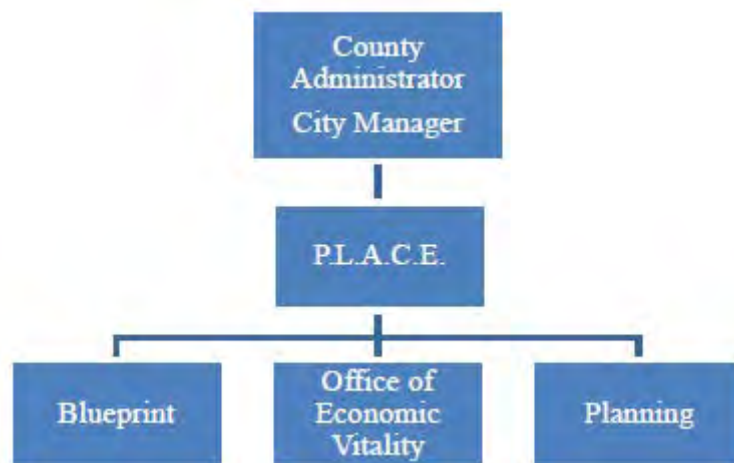 County
Administrator
City Manager
P.L.A.C.E.
Blueprint
Office of
Economic
Vitality
Planning